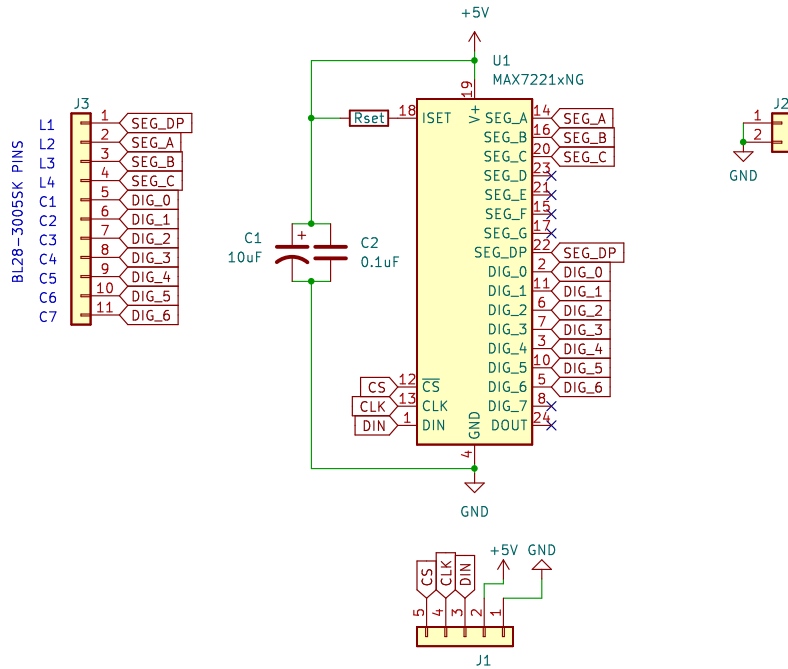 +5V
U1
MAX7221xNG
19
V+
Rset
18
ISET
SEG_A
14
SEG_A
SEG_B
16
SEG_B
SEG_C
20
SEG_C
SEG_D
23
SEG_E
21
SEG_F
15
SEG_G
17
SEG_DP
22
SEG_DP
DIG_0
2
DIG_0
DIG_1
11
DIG_1
DIG_2
6
DIG_2
DIG_3
7
DIG_3
DIG_4
3
DIG_4
DIG_5
10
DIG_5
DIG_6
5
DIG_6
DIG_7
8
DOUT
24
CS
12
CS
CLK
13
CLK
DIN
1
DIN
GND
4
GND
J3
BL28-3005SK PINS
L1
1
SEG_DP
L2
2
SEG_A
L3
3
SEG_B
L4
4
SEG_C
C1
5
DIG_0
C2
6
DIG_1
C3
7
DIG_2
C4
8
DIG_3
C5
9
DIG_4
C6
10
DIG_5
C7
11
DIG_6
C1
10uF
+
C2
0.1uF
J2
1
2
GND
+5V
GND
CS
CLK
DIN
5
4
3
2
1
J1